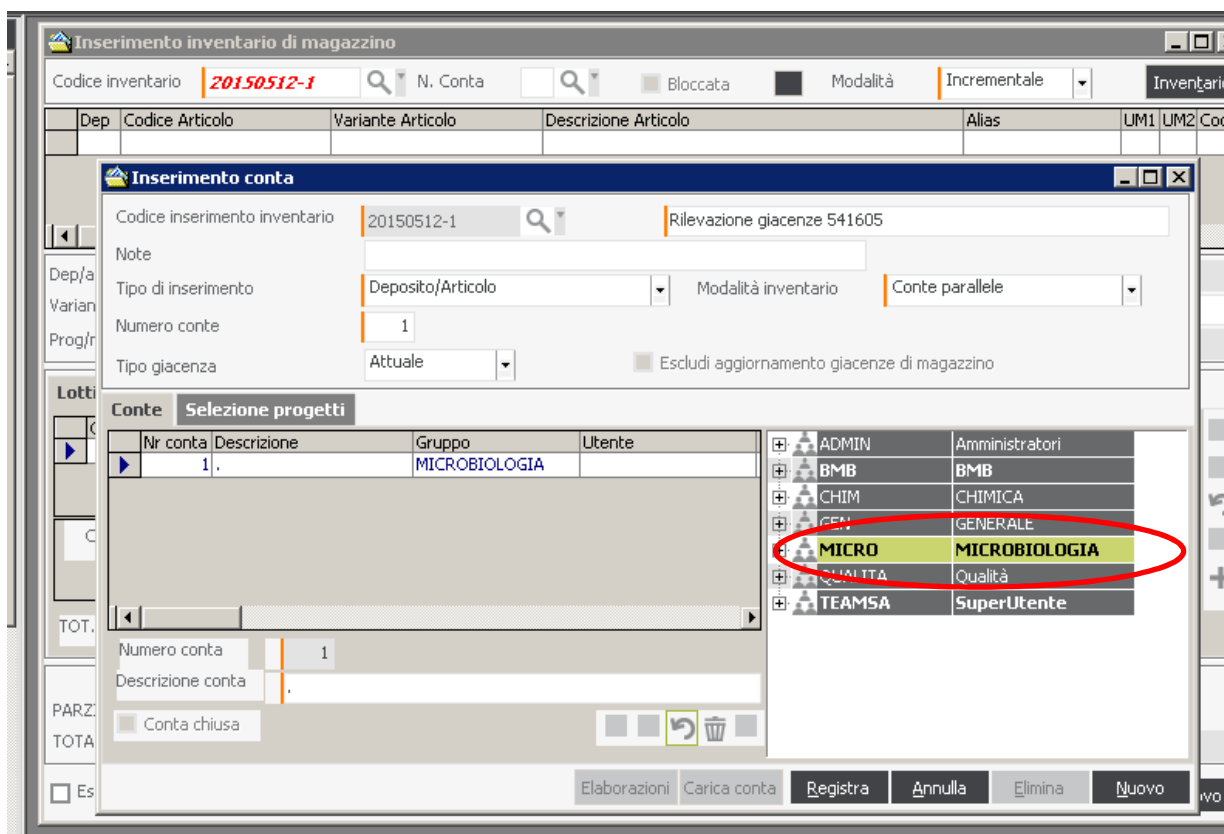 Inserimento inventario di magazzino
Codice inventario 20150512-1 N. Conta Bloccata Modalità Incrementale Inventario
Dep Codice Articolo Variante Articolo Descrizione Articolo Alias UM1 UM2
Inserimento conta
Codice inserimento inventario 20150512-1 Rilevazione giacenze 541605
Note
Dep/a
Tipo di inserimento Deposito/Articolo Modalità inventario Conte parallele
Varian
Numero conte 1
Prog/r
Tipo giacenza Attuale Escludi aggiornamento giacenze di magazzino
Lotti
Conte Selezione progetti
Nr conta Descrizione Gruppo Utente
1 . MICROBIOLOGIA
ADMIN Amministratori
BMB BMB
CHIM CHIMICA
GEN GENERALE
MICRO MICROBIOLOGIA
QUALITA Qualità
TEAMSA SuperUtente
TOT.
Numero conta 1
Descrizione conta .
PARZ
Conta chiusa
TOTA
Elaborazioni Carica conta Registra Annulla Elimina Nuovo
Es
vo